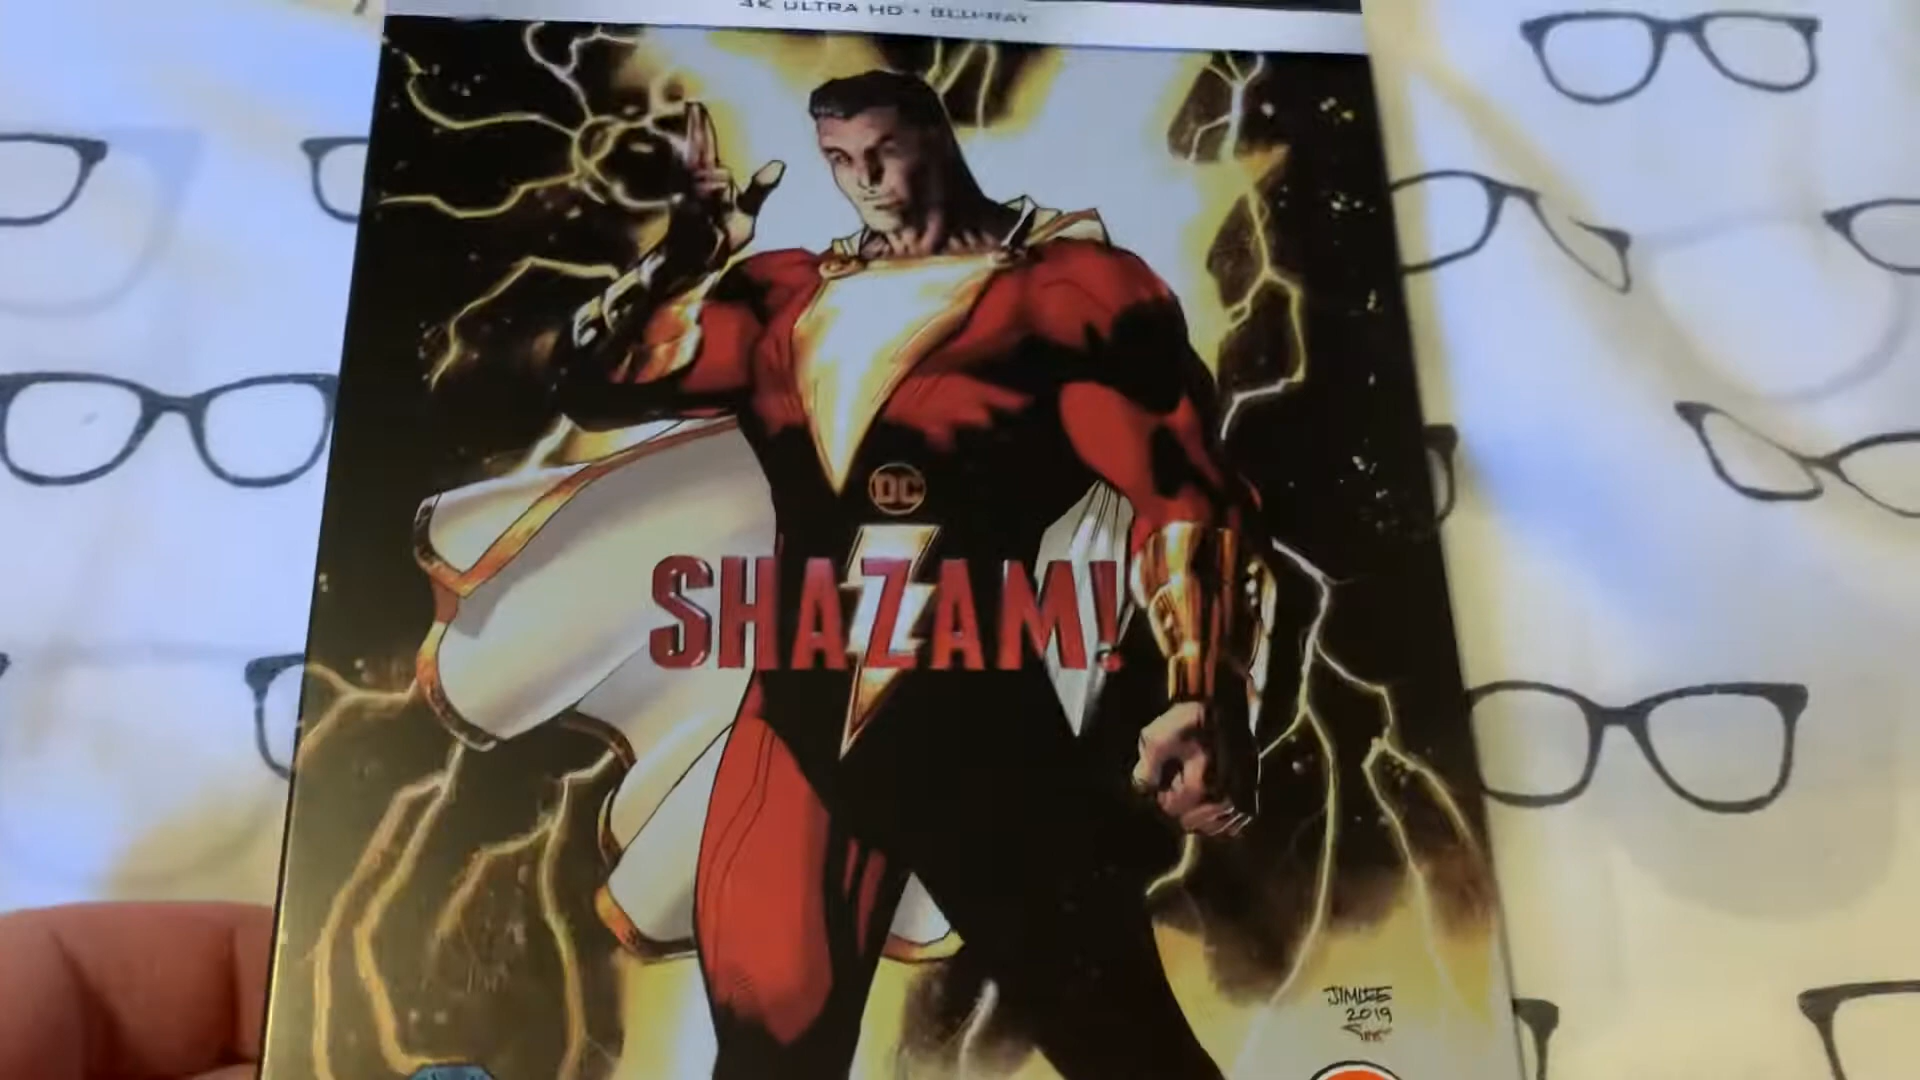 4K ULTRA HD • BLU-RAY
DC
SHAZAM!
JIM LEE
2019